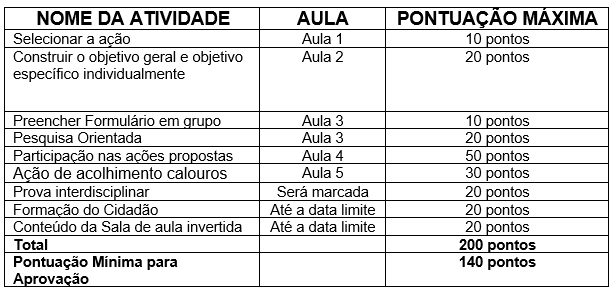 NOME DA ATIVIDADE AULA PONTUAÇÃO MÁXIMA
Selecionar a ação Aula 1 10 pontos
Construir o objetivo geral e objetivo Aula 2 20 pontos
específico individualmente
Preencher Formulário em grupo Aula 3 10 pontos
Pesquisa Orientada Aula 3 20 pontos
Participação nas ações propostas Aula 4 50 pontos
Ação de acolhimento calouros Aula 5 30 pontos
Prova interdisciplinar Será marcada 20 pontos
Formação do Cidadão Até a data limite 20 pontos
Conteúdo da Sala de aula invertida Até a data limite 20 pontos
Total 200 pontos
Pontuação Mínima para 140 pontos
Aprovação